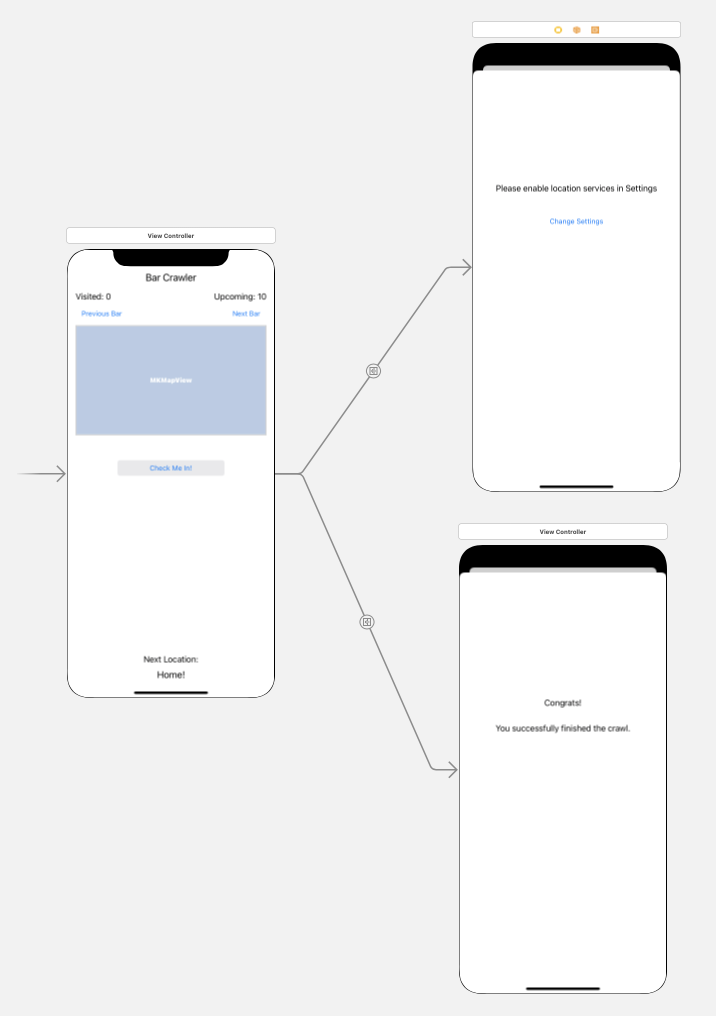 View Controller
Bar Crawler
Visited: 0
Upcoming: 10
Previous Bar
Next Bar
MKMapView
Check Me In!
Next Location:
Home!
Please enable location services in Settings
Change Settings
View Controller
Congrats!
You successfully finished the crawl.